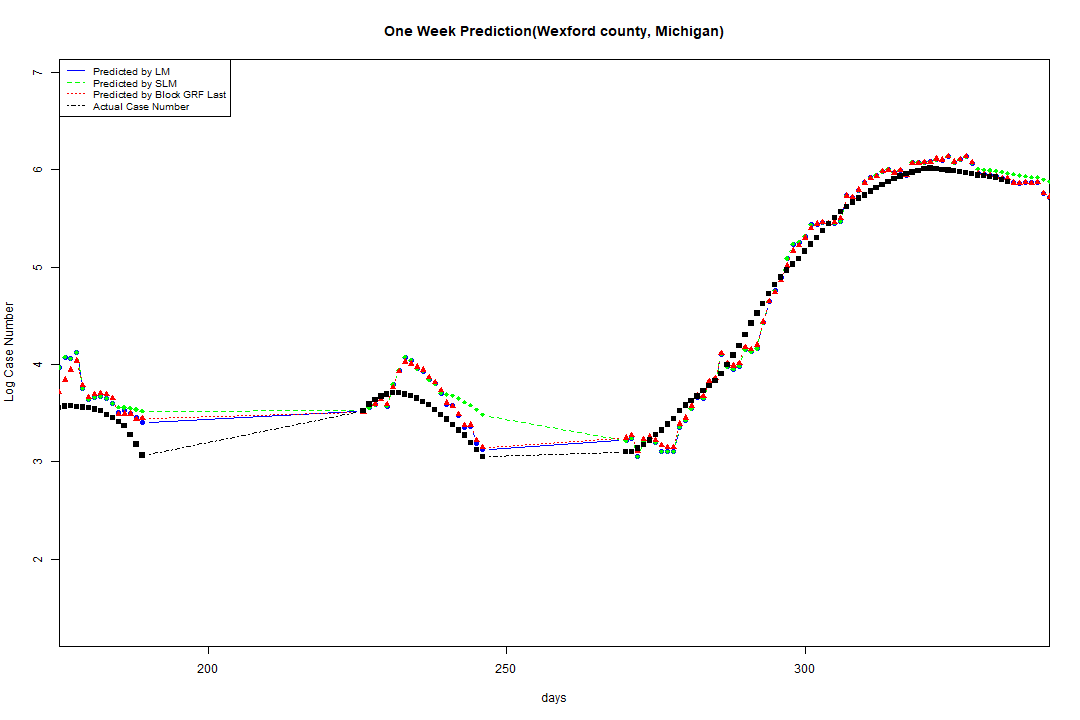 One Week Prediction(Wexford county, Michigan)
Predicted by LM
Predicted by SLM
Predicted by Block GRF Last
Actual Case Number
7
6
5
4
3
2
Log Case Number
200 250 300
days